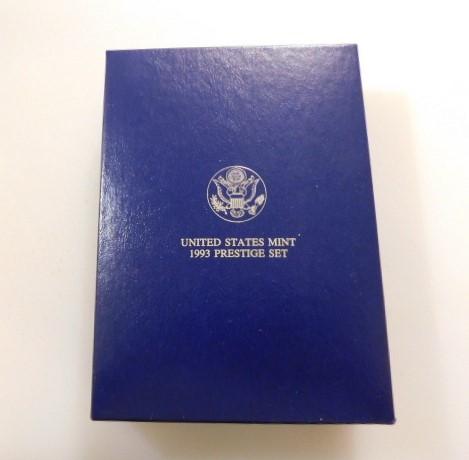 UNITED STATES MINT
1993 PRESTIGE SET